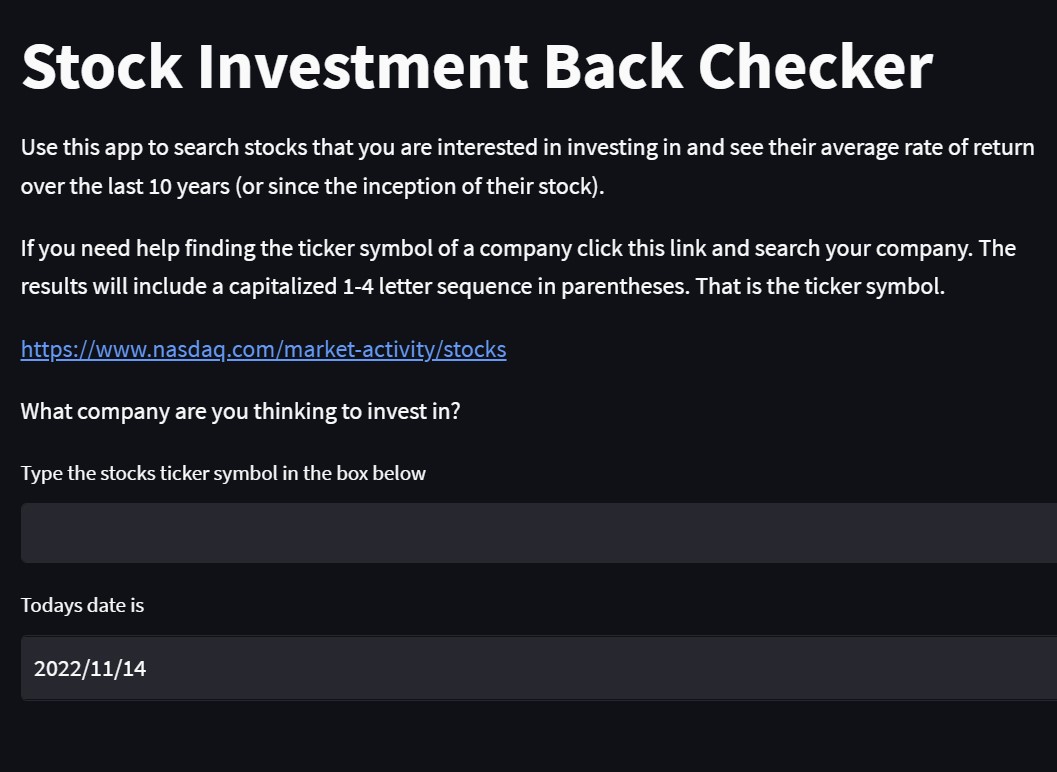 Stock Investment Back Checker
Use this app to search stocks that you are interested in investing in and see their average rate of return
over the last 10 years (or since the inception of their stock).
If you need help finding the ticker symbol of a company click this link and search your company. The
results will include a capitalized 1-4 letter sequence in parentheses. That is the ticker symbol.
https://www.nasdaq.com/market-activity/stocks
What company are you thinking to invest in?
Type the stocks ticker symbol in the box below
Todays date is
2022/11/14